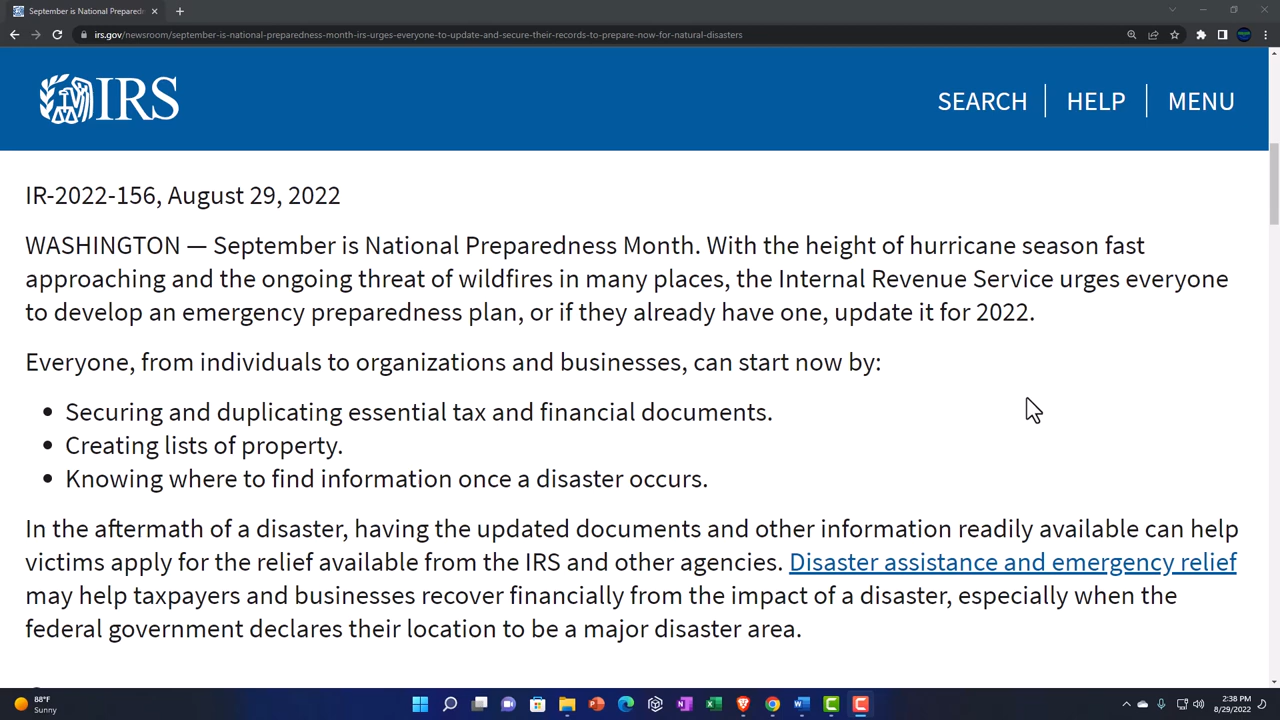 September is National Preparedn
irs.gov/newsroom/september-is-national-preparedness-month-irs-urges-everyone-to-update-and-secure-their-records-to-prepare-now-for-natural-disasters
IRS
SEARCH
HELP
MENU
IR-2022-156, August 29, 2022
WASHINGTON — September is National Preparedness Month. With the height of hurricane season fast
approaching and the ongoing threat of wildfires in many places, the Internal Revenue Service urges everyone
to develop an emergency preparedness plan, or if they already have one, update it for 2022.
Everyone, from individuals to organizations and businesses, can start now by:
• Securing and duplicating essential tax and financial documents.
• Creating lists of property.
• Knowing where to find information once a disaster occurs.
In the aftermath of a disaster, having the updated documents and other information readily available can help
victims apply for the relief available from the IRS and other agencies. Disaster assistance and emergency relief
may help taxpayers and businesses recover financially from the impact of a disaster, especially when the
federal government declares their location to be a major disaster area.
88°F
Sunny
2:38 PM
8/29/2022